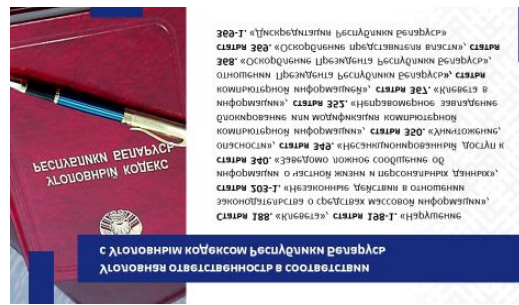 Уголовная ответственность в соответствии
с Уголовным кодексом Республики Беларусь
УГОЛОВНЫЙ КОДЕКС
РЕСПУБЛИКИ БЕЛАРУСЬ
Статья 188. «Клевета», статья 198-1. «Нарушение
законодательства о средствах массовой информации»,
статья 203-1. «Незаконные действия в отношении
информации о частной жизни и персональных данных»,
статья 340. «Заведомо ложное сообщение об
опасности», статья 349. «Несанкционированный доступ к
компьютерной информации», статья 350. «Уничтожение,
блокирование или модификация компьютерной
информации», статья 352. «Неправомерное завладение
компьютерной информацией», статья 367. «Клевета в
отношении Президента Республики Беларусь», статья
368. «Оскорбление Президента Республики Беларусь»,
статья 369. «Оскорбление представителя власти», статья
369-1. «Дискредитация Республики Беларусь»